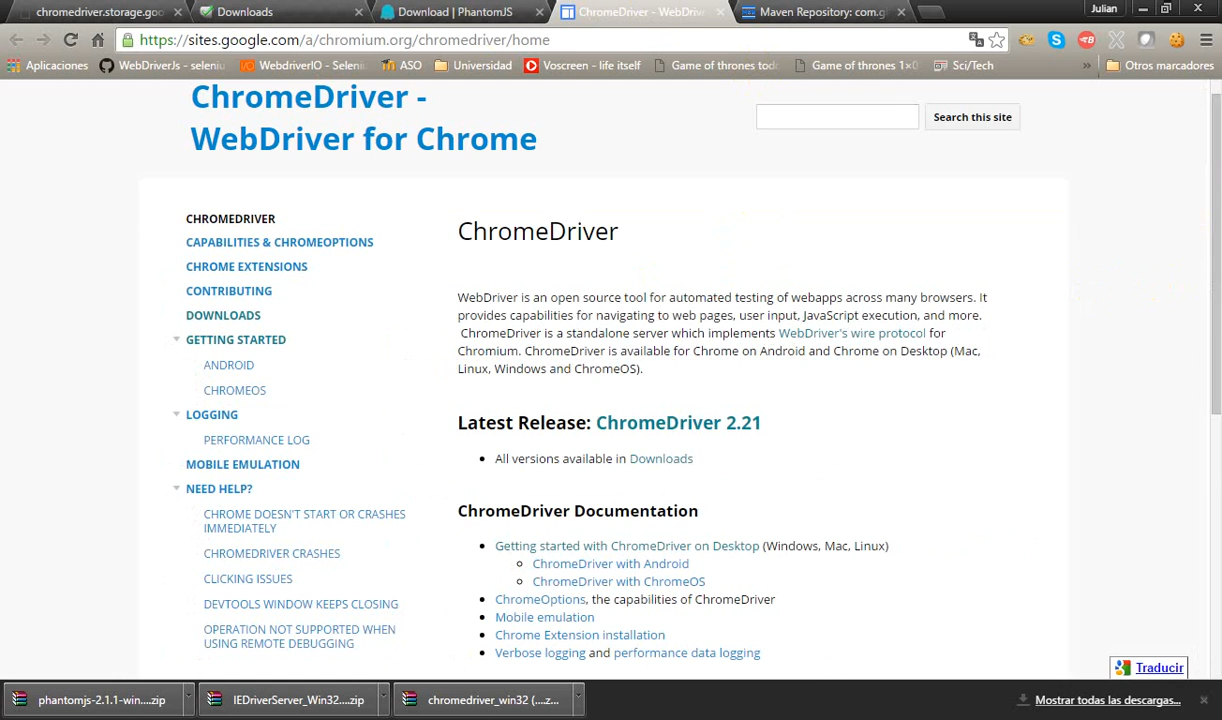 chromedriver.storage.goo
Downloads
Download | PhantomJS
ChromeDriver - WebDriv
Maven Repository: com.g
Julian
https://sites.google.com/a/chromium.org/chromedriver/home
Aplicaciones
WebDriverJs - seleniu
WebdriverIO - Seleni
ASO
Universidad
Voscreen - life itself
Game of thrones tod
Game of thrones 1×0
Sci/Tech
»
Otros marcadores
ChromeDriver -
WebDriver for Chrome
Search this site
CHROMEDRIVER
CAPABILITIES & CHROMEOPTIONS
CHROME EXTENSIONS
CONTRIBUTING
DOWNLOADS
GETTING STARTED
ANDROID
CHROMEOS
LOGGING
PERFORMANCE LOG
MOBILE EMULATION
NEED HELP?
CHROME DOESN'T START OR CRASHES
IMMEDIATELY
CHROMEDRIVER CRASHES
CLICKING ISSUES
DEVTOOLS WINDOW KEEPS CLOSING
OPERATION NOT SUPPORTED WHEN
USING REMOTE DEBUGGING
ChromeDriver
WebDriver is an open source tool for automated testing of webapps across many browsers. It
provides capabilities for navigating to web pages, user input, JavaScript execution, and more.
ChromeDriver is a standalone server which implements WebDriver's wire protocol for
Chromium. ChromeDriver is available for Chrome on Android and Chrome on Desktop (Mac,
Linux, Windows and ChromeOS).
Latest Release: ChromeDriver 2.21
• All versions available in Downloads
ChromeDriver Documentation
• Getting started with ChromeDriver on Desktop (Windows, Mac, Linux)
○ ChromeDriver with Android
○ ChromeDriver with ChromeOS
• ChromeOptions, the capabilities of ChromeDriver
• Mobile emulation
• Chrome Extension installation
• Verbose logging and performance data logging
Traducir
phantomjs-2.1.1-win....zip
IEDriverServer_Win32....zip
chromedriver_win32 (....z...
Mostrar todas las descargas...